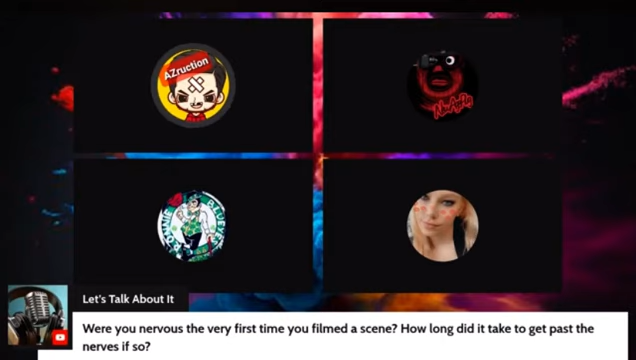 AZruction
Let's Talk About It
Were you nervous the very first time you filmed a scene? How long did it take to get past the
nerves if so?